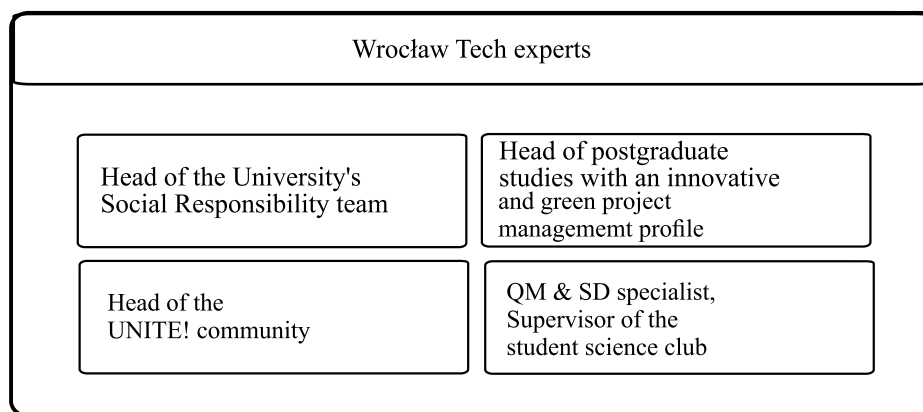 Wrocław Tech experts
Head of the University's
Social Responsibility team
Head of postgraduate
studies with an innovative
and green project
managememt profile
Head of the
UNITE! community
QM & SD specialist,
Supervisor of the
student science club